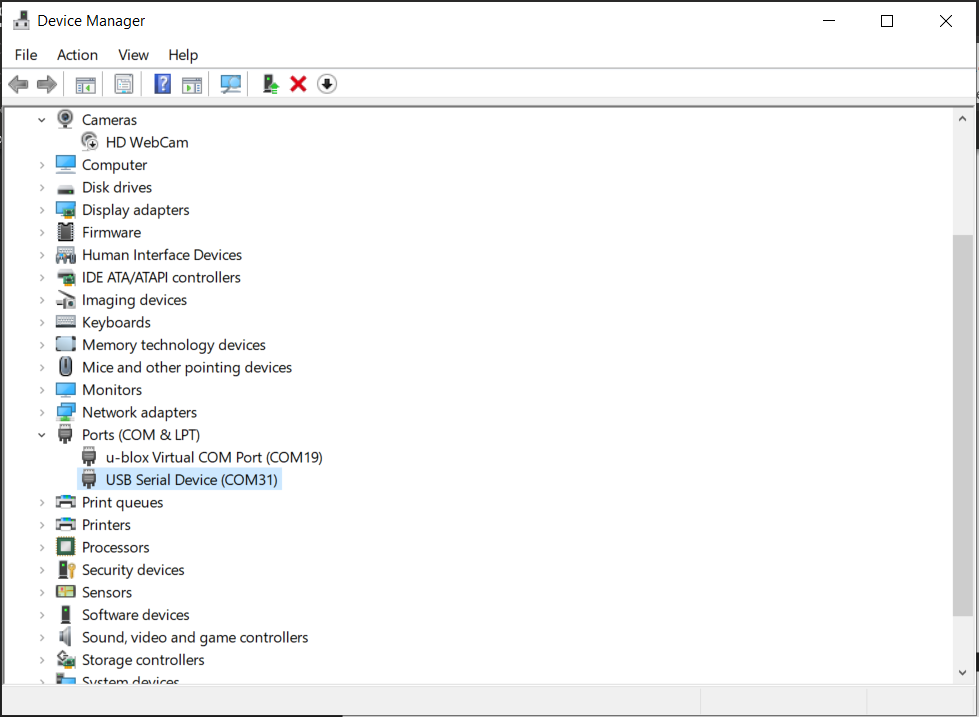 Device Manager
File Action View Help
Cameras
HD WebCam
Computer
Disk drives
Display adapters
Firmware
Human Interface Devices
IDE ATA/ATAPI controllers
Imaging devices
Keyboards
Memory technology devices
Mice and other pointing devices
Monitors
Network adapters
Ports (COM & LPT)
u-blox Virtual COM Port (COM19)
USB Serial Device (COM31)
Print queues
Printers
Processors
Security devices
Sensors
Software devices
Sound, video and game controllers
Storage controllers
System devices